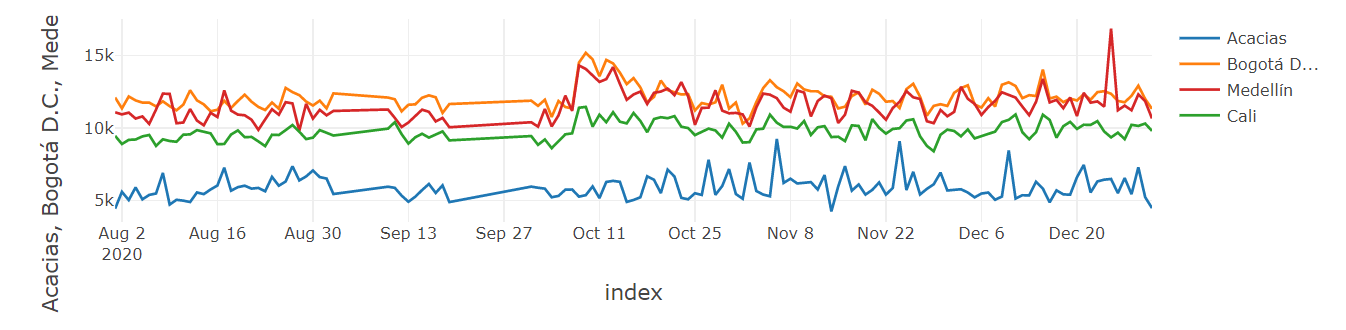 Acacias, Bogotá D.C., Mede
15k
10k
5k
Aug 2
2020
Aug 16
Aug 30
Sep 13
Sep 27
Oct 11
Oct 25
Nov 8
Nov 22
Dec 6
Dec 20
index
Acacias
Bogotá D...
Medellín
Cali